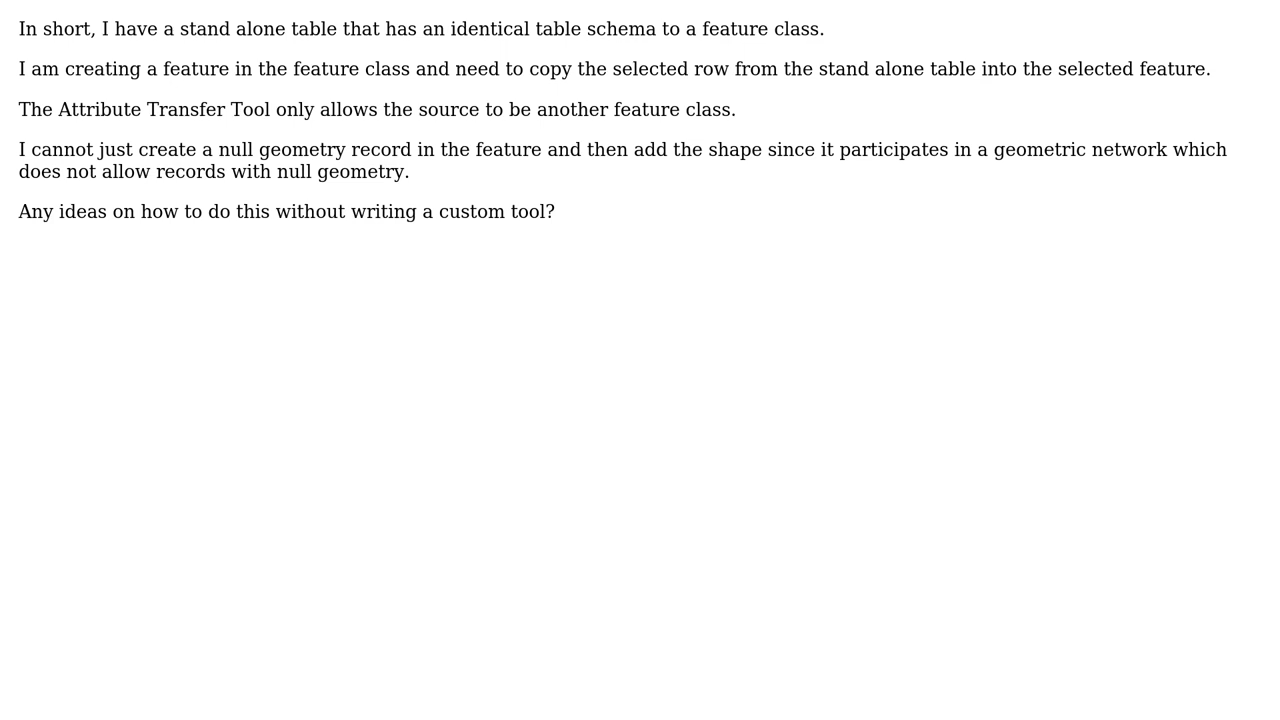 In short, I have a stand alone table that has an identical table schema to a feature class.
I am creating a feature in the feature class and need to copy the selected row from the stand alone table into the selected feature.
The Attribute Transfer Tool only allows the source to be another feature class.
I cannot just create a null geometry record in the feature and then add the shape since it participates in a geometric network which
does not allow records with null geometry.
Any ideas on how to do this without writing a custom tool?